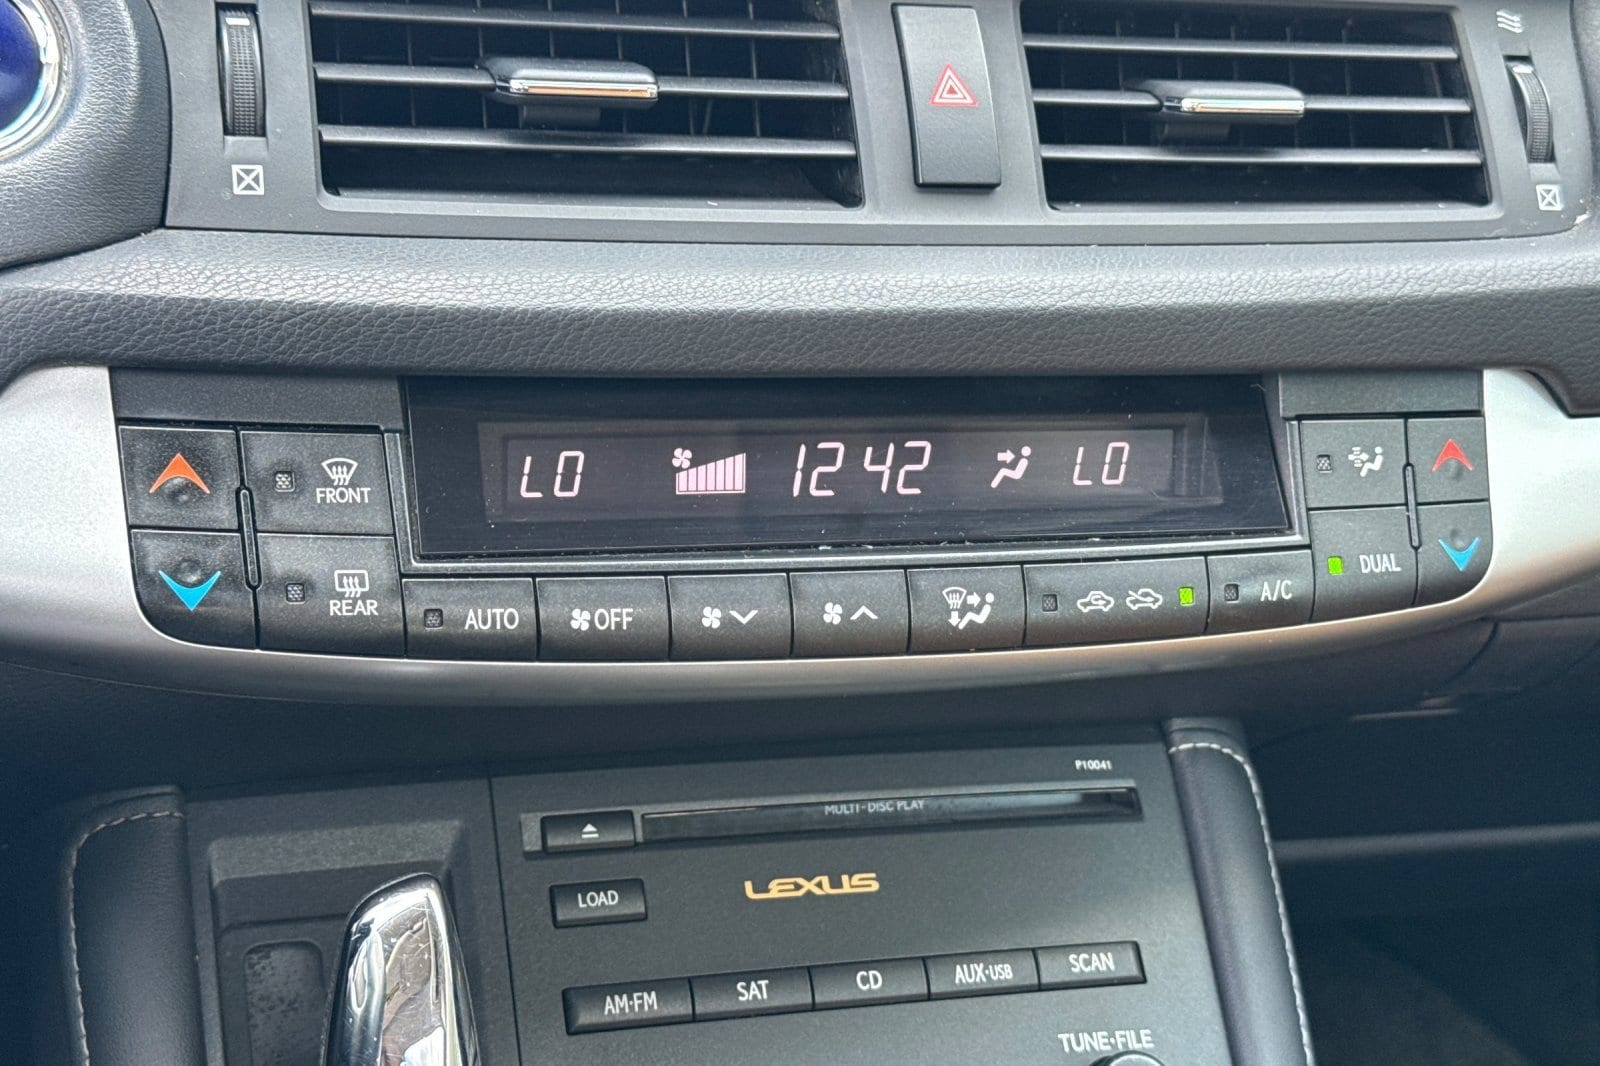 LO 1242 LO
FRONT
REAR
AUTO
OFF
A/C
DUAL
P10041
MULTI-DISC PLAY
LOAD
LEXUS
AM•FM
SAT
CD
AUX•USB
SCAN
TUNE•FILE